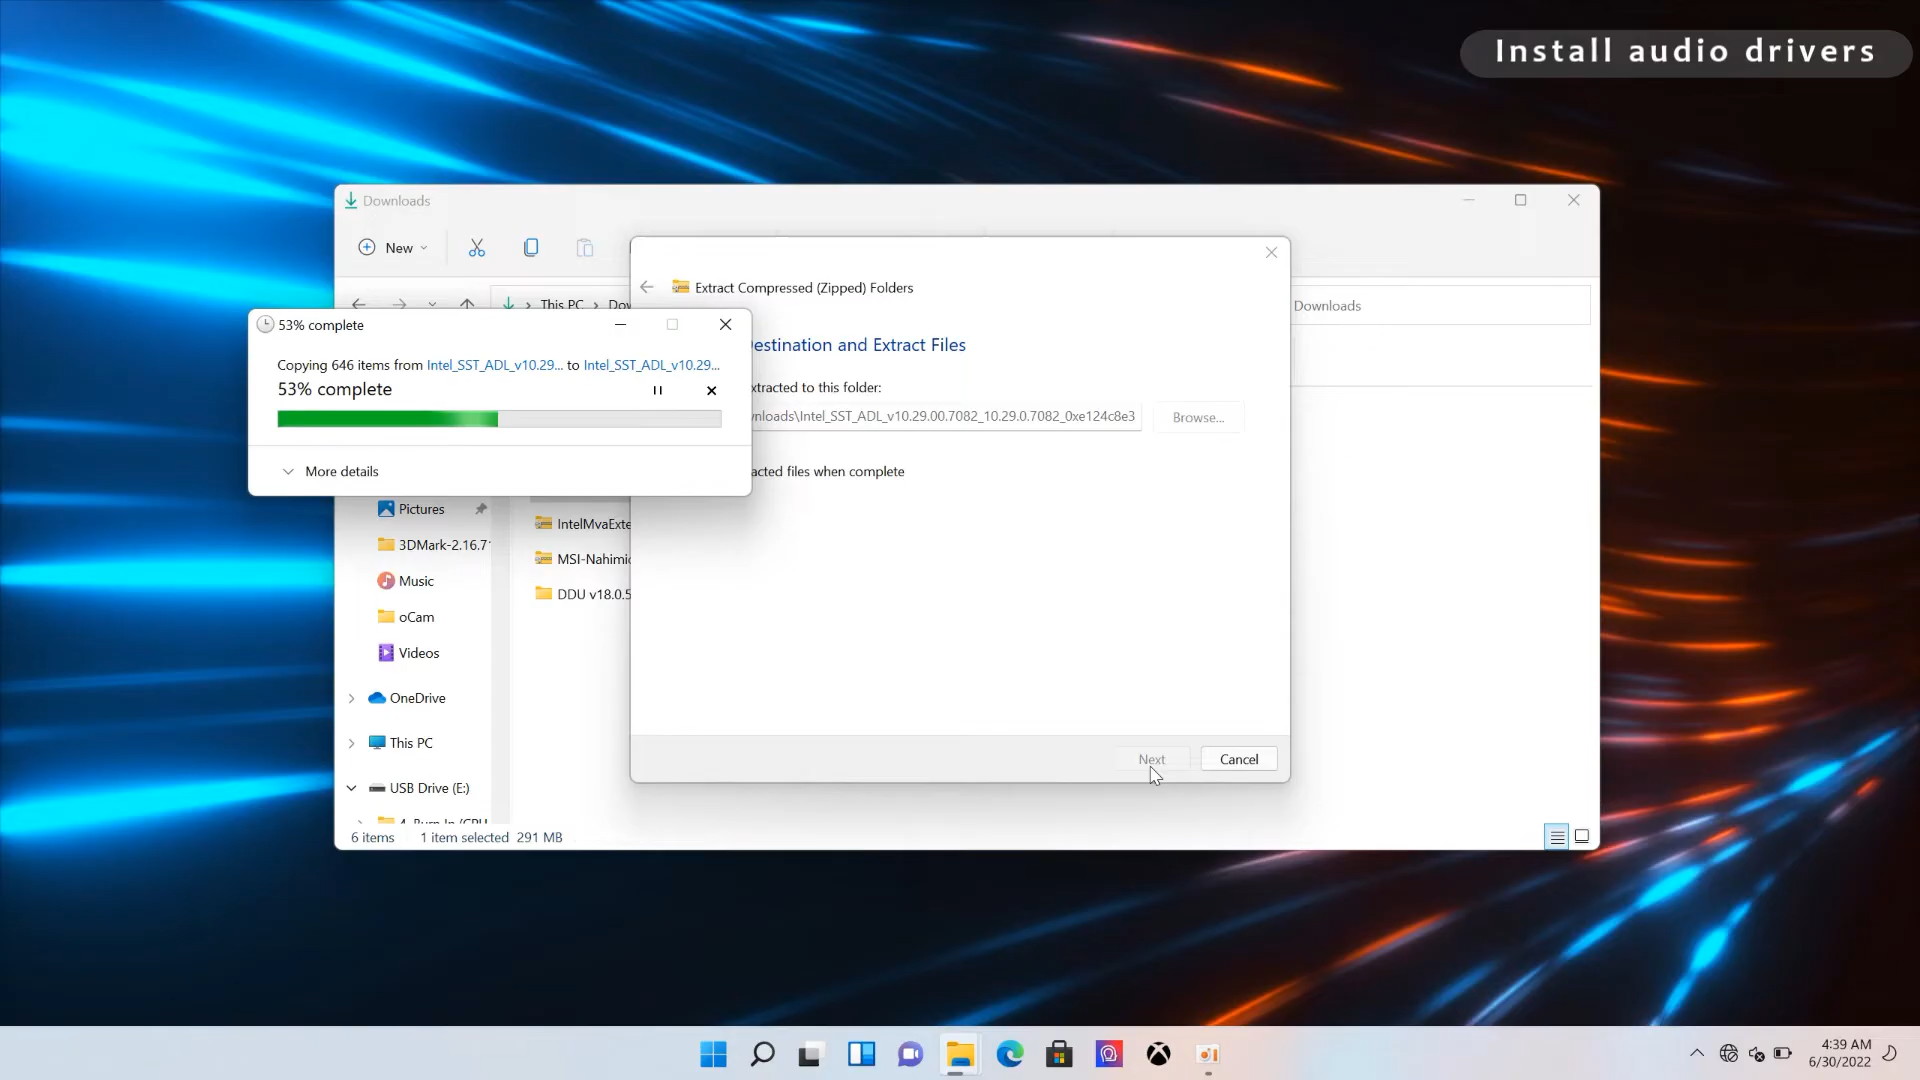 Install audio drivers
Downloads
New
Extract Compressed (Zipped) Folders
This PC
Downloads
53% complete
Copying 646 items from Intel_SST_ADL_v10.29... to Intel_SST_ADL_v10.29...
53% complete
More details
estination and Extract Files
xtracted to this folder:
nloads\Intel_SST_ADL_v10.29.00.7082_10.29.0.7082_0xe124c8e3
Browse...
acted files when complete
Pictures
3DMark-2.16.7
Music
oCam
Videos
OneDrive
This PC
USB Drive (E:)
IntelMvaExte
MSI-Nahimic
DDU v18.0.5
Next
Cancel
6 items
1 item selected 291 MB
4:39 AM
6/30/2022